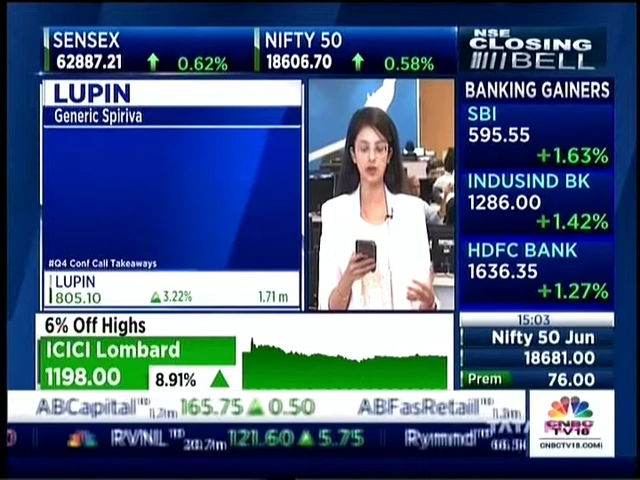 SENSEX
62887.21 0.62%
NIFTY 50
18606.70 0.58%
NSE
CLOSING
BELL
LUPIN
Generic Spiriva
#Q4 Conf Call Takeaways
LUPIN
805.10 3.22% 1.71 m
BANKING GAINERS
SBI
595.55
+1.63%
INDUSIND BK
1286.00
+1.42%
HDFC BANK
1636.35
+1.27%
6% Off Highs
ICICI Lombard
1198.00 8.91%
15:03
Nifty 50 Jun
18681.00
Prem 76.00
ABCapital TD 165.75 0.50 ABFasRetail TD
RVNL TD 121.60 5.75
CNBC
TV18
CNBCTV18.COM